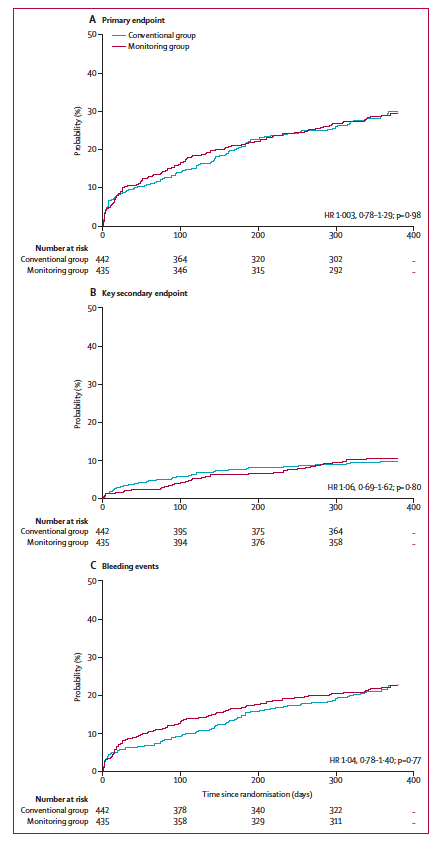 A Primary endpoint
50
Conventional group
Monitoring group
40
30
20
10
0
Probability (%)
HR 1·003, 0·78–1·29; p=0·98
0 100 200 300 400
Number at risk
Conventional group 442 364 320 302 ..
Monitoring group 435 346 315 292 ..
B Key secondary endpoint
50
40
30
20
10
0
Probability (%)
HR 1·06, 0·69–1·62; p=0·80
0 100 200 300 400
Number at risk
Conventional group 442 395 375 364 ..
Monitoring group 435 394 376 358 ..
C Bleeding events
50
40
30
20
10
0
Probability (%)
HR 1·04, 0·78–1·40; p=0·77
0 100 200 300 400
Time since randomisation (days)
Number at risk
Conventional group 442 378 340 322 ..
Monitoring group 435 358 329 311 ..